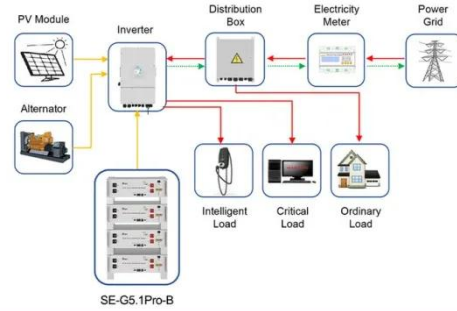 PV Module
Inverter
Distribution
Box
Electricity
Meter
Power
Grid
Alternator
Intelligent
Load
Critical
Load
Ordinary
Load
SE-G5.1Pro-B